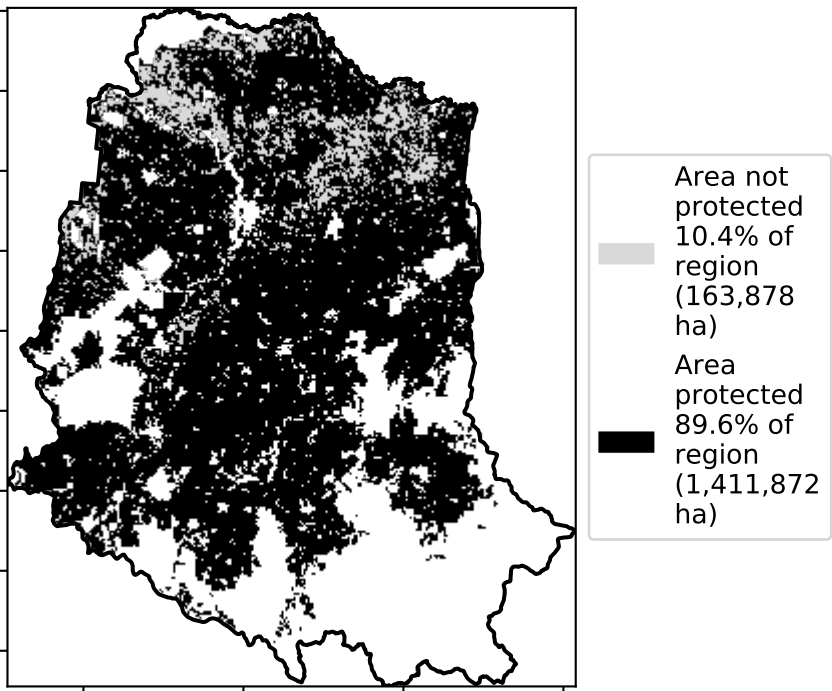 Area not
protected
10.4% of
region
(163,878
ha)
Area
protected
89.6% of
region
(1,411,872
ha)